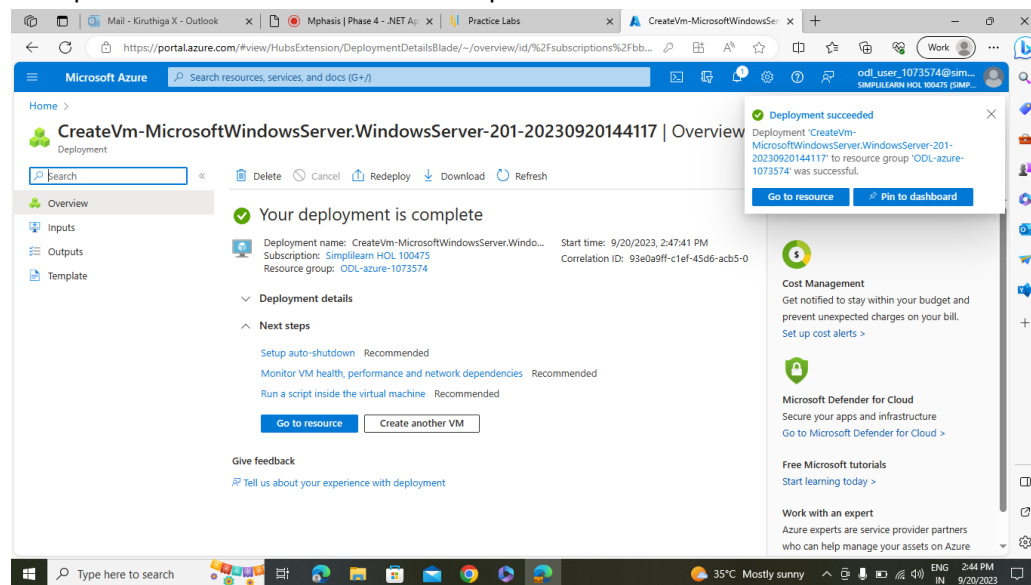 Mail - Kiruthiga X - Outlook
Mphasis | Phase 4 - .NET Ap
Practice Labs
CreateVm-MicrosoftWindowsSer
https://portal.azure.com/#view/HubsExtension/DeploymentDetailsBlade/~/overview/id/%2Fsubscriptions%2Fbb...
Work
Microsoft Azure
Search resources, services, and docs (G+/)
odl_user_1073574@sim...
SIMPLILEARN HOL 100475 (SIMP...
Home >
CreateVm-MicrosoftWindowsServer.WindowsServer-201-20230920144117 | Overview
Deployment
Search
Delete
Cancel
Redeploy
Download
Refresh
Overview
Inputs
Outputs
Template
Your deployment is complete
Deployment name: CreateVm-MicrosoftWindowsServer.Windo...
Subscription: Simplilearn HOL 100475
Resource group: ODL-azure-1073574
Start time: 9/20/2023, 2:47:41 PM
Correlation ID: 93e0a9ff-c1ef-45d6-acb5-0
Deployment details
Next steps
Setup auto-shutdown Recommended
Monitor VM health, performance and network dependencies Recommended
Run a script inside the virtual machine Recommended
Go to resource
Create another VM
Give feedback
Tell us about your experience with deployment
Deployment succeeded
Deployment 'CreateVm-
MicrosoftWindowsServer.WindowsServer-201-
20230920144117' to resource group 'ODL-azure-
1073574' was successful.
Go to resource
Pin to dashboard
Cost Management
Get notified to stay within your budget and
prevent unexpected charges on your bill.
Set up cost alerts >
Microsoft Defender for Cloud
Secure your apps and infrastructure
Go to Microsoft Defender for Cloud >
Free Microsoft tutorials
Start learning today >
Work with an expert
Azure experts are service provider partners
who can help manage your assets on Azure
Type here to search
35°C Mostly sunny
ENG
IN
2:44 PM
9/20/2023